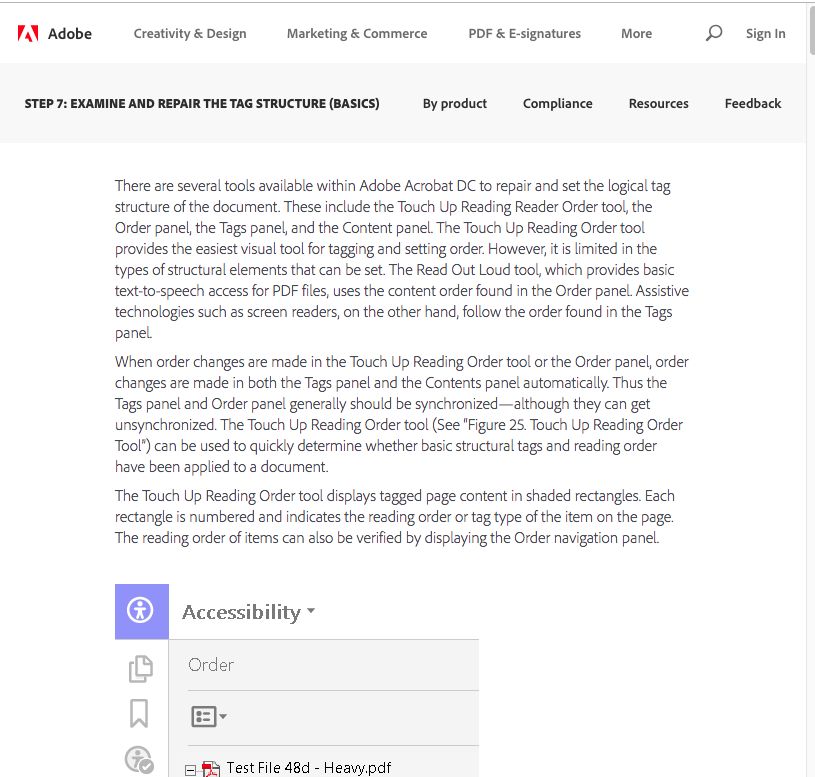 Adobe Creativity & Design Marketing & Commerce PDF & E-signatures More Sign In
STEP 7: EXAMINE AND REPAIR THE TAG STRUCTURE (BASICS) By product Compliance Resources Feedback
There are several tools available within Adobe Acrobat DC to repair and set the logical tag
structure of the document. These include the Touch Up Reading Reader Order tool, the
Order panel, the Tags panel, and the Content panel. The Touch Up Reading Order tool
provides the easiest visual tool for tagging and setting order. However, it is limited in the
types of structural elements that can be set. The Read Out Loud tool, which provides basic
text-to-speech access for PDF files, uses the content order found in the Order panel. Assistive
technologies such as screen readers, on the other hand, follow the order found in the Tags
panel.
When order changes are made in the Touch Up Reading Order tool or the Order panel, order
changes are made in both the Tags panel and the Contents panel automatically. Thus the
Tags panel and Order panel generally should be synchronized—although they can get
unsynchronized. The Touch Up Reading Order tool (See "Figure 25. Touch Up Reading Order
Tool") can be used to quickly determine whether basic structural tags and reading order
have been applied to a document.
The Touch Up Reading Order tool displays tagged page content in shaded rectangles. Each
rectangle is numbered and indicates the reading order or tag type of the item on the page.
The reading order of items can also be verified by displaying the Order navigation panel.
Accessibility
Order
Test File 48d - Heavy.pdf